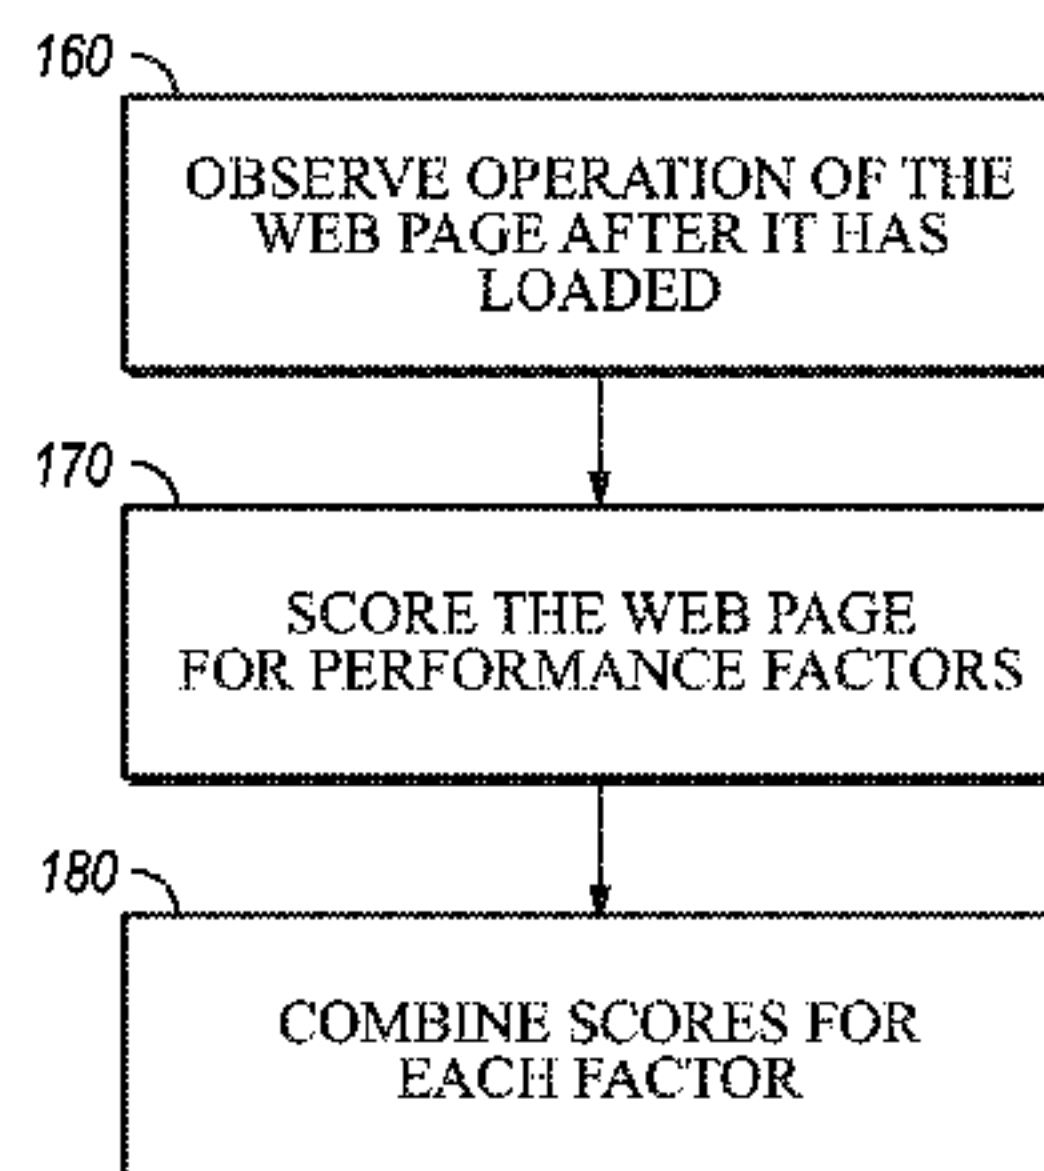 160
OBSERVE OPERATION OF THE
WEB PAGE AFTER IT HAS
LOADED
170
SCORE THE WEB PAGE
FOR PERFORMANCE FACTORS
180
COMBINE SCORES FOR
EACH FACTOR